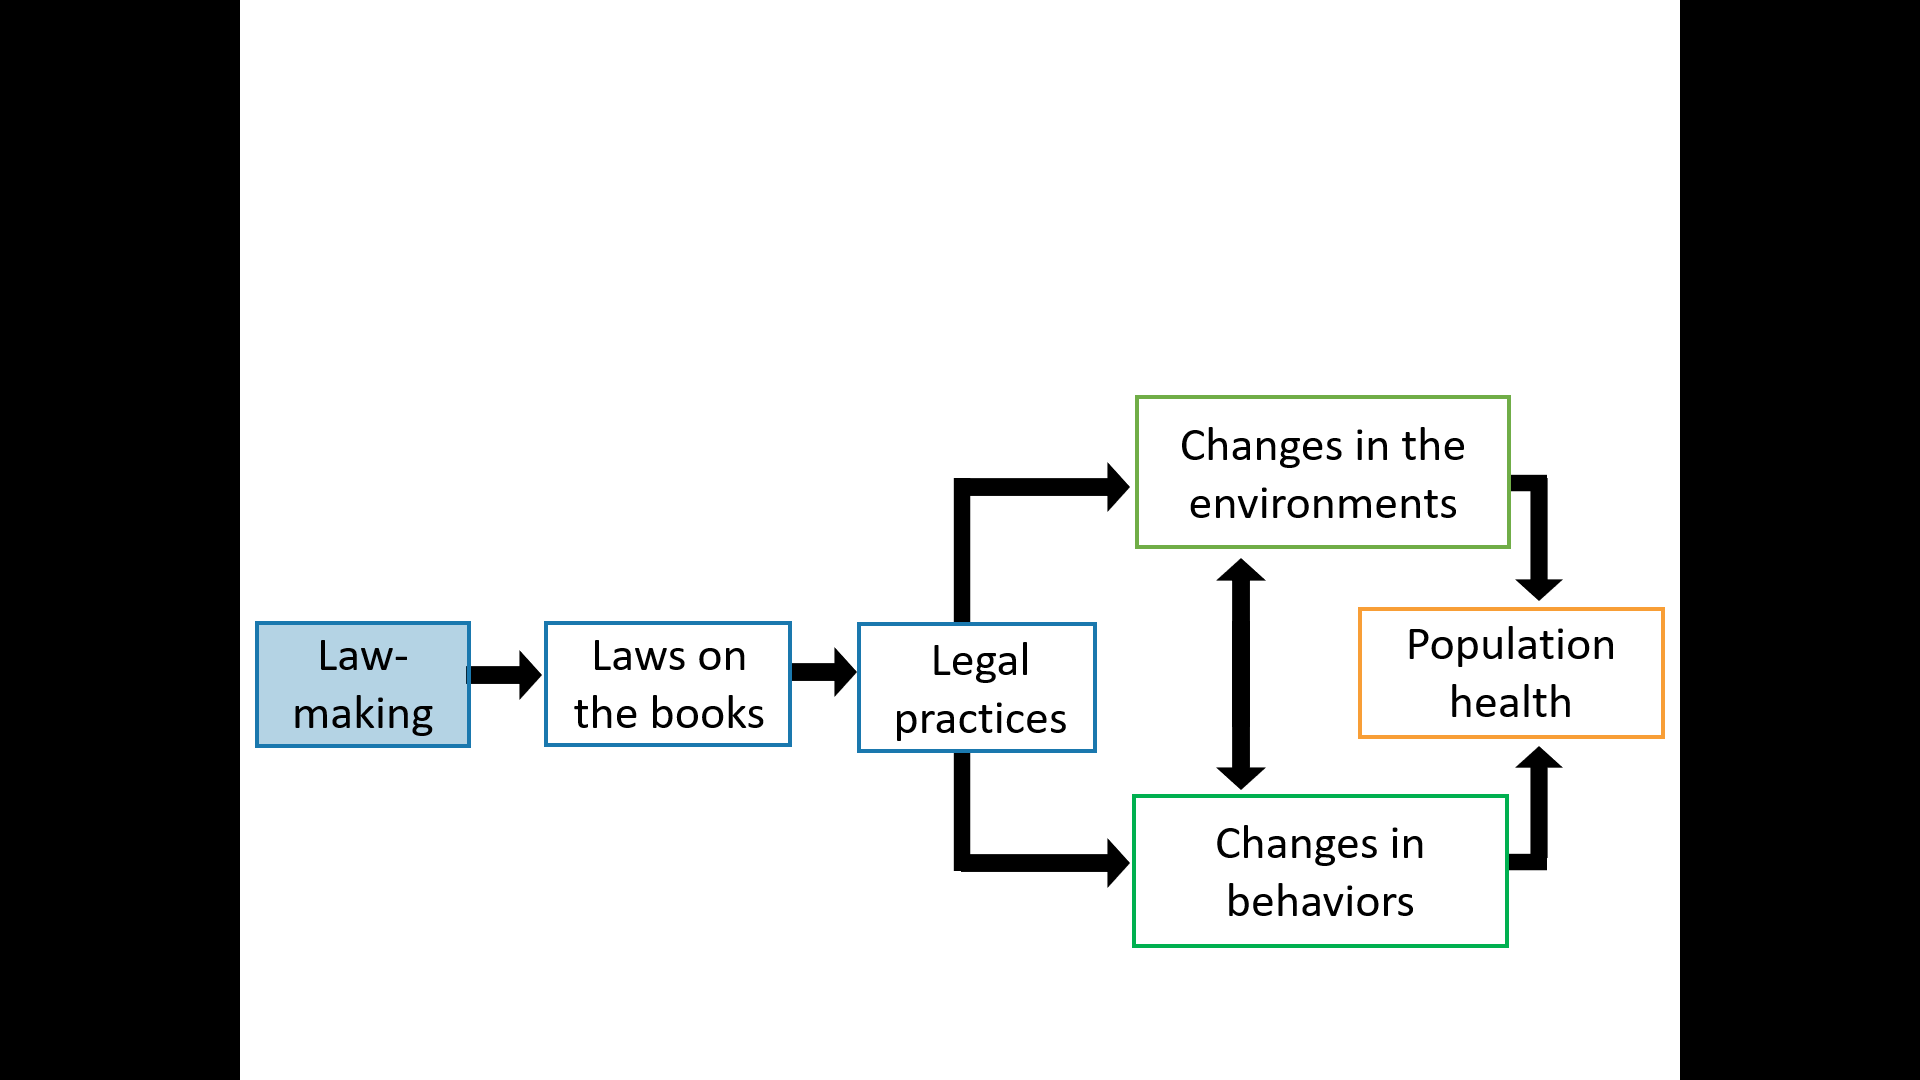 Law-
making
Laws on
the books
Legal
practices
Changes in the
environments
Changes in
behaviors
Population
health